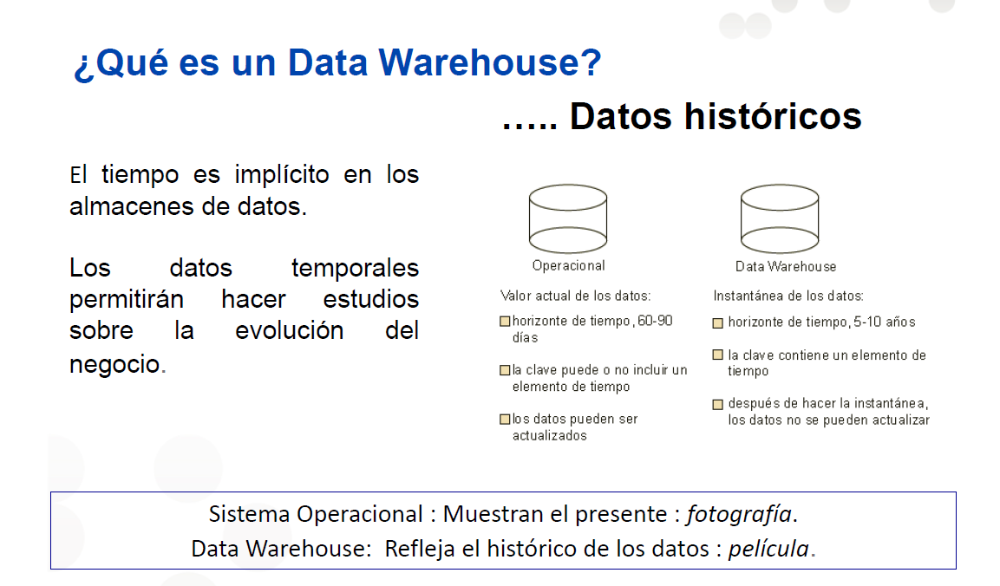 ¿Qué es un Data Warehouse?
….. Datos históricos
El tiempo es implícito en los
almacenes de datos.
Los datos temporales
permitirán hacer estudios
sobre la evolución del
negocio.
Operacional
Valor actual de los datos:
horizonte de tiempo, 60-90
días
la clave puede o no incluir un
elemento de tiempo
los datos pueden ser
actualizados
Data Warehouse
Instantánea de los datos:
horizonte de tiempo, 5-10 años
la clave contiene un elemento de
tiempo
después de hacer la instantánea,
los datos no se pueden actualizar
Sistema Operacional : Muestran el presente : fotografía.
Data Warehouse: Refleja el histórico de los datos : película.